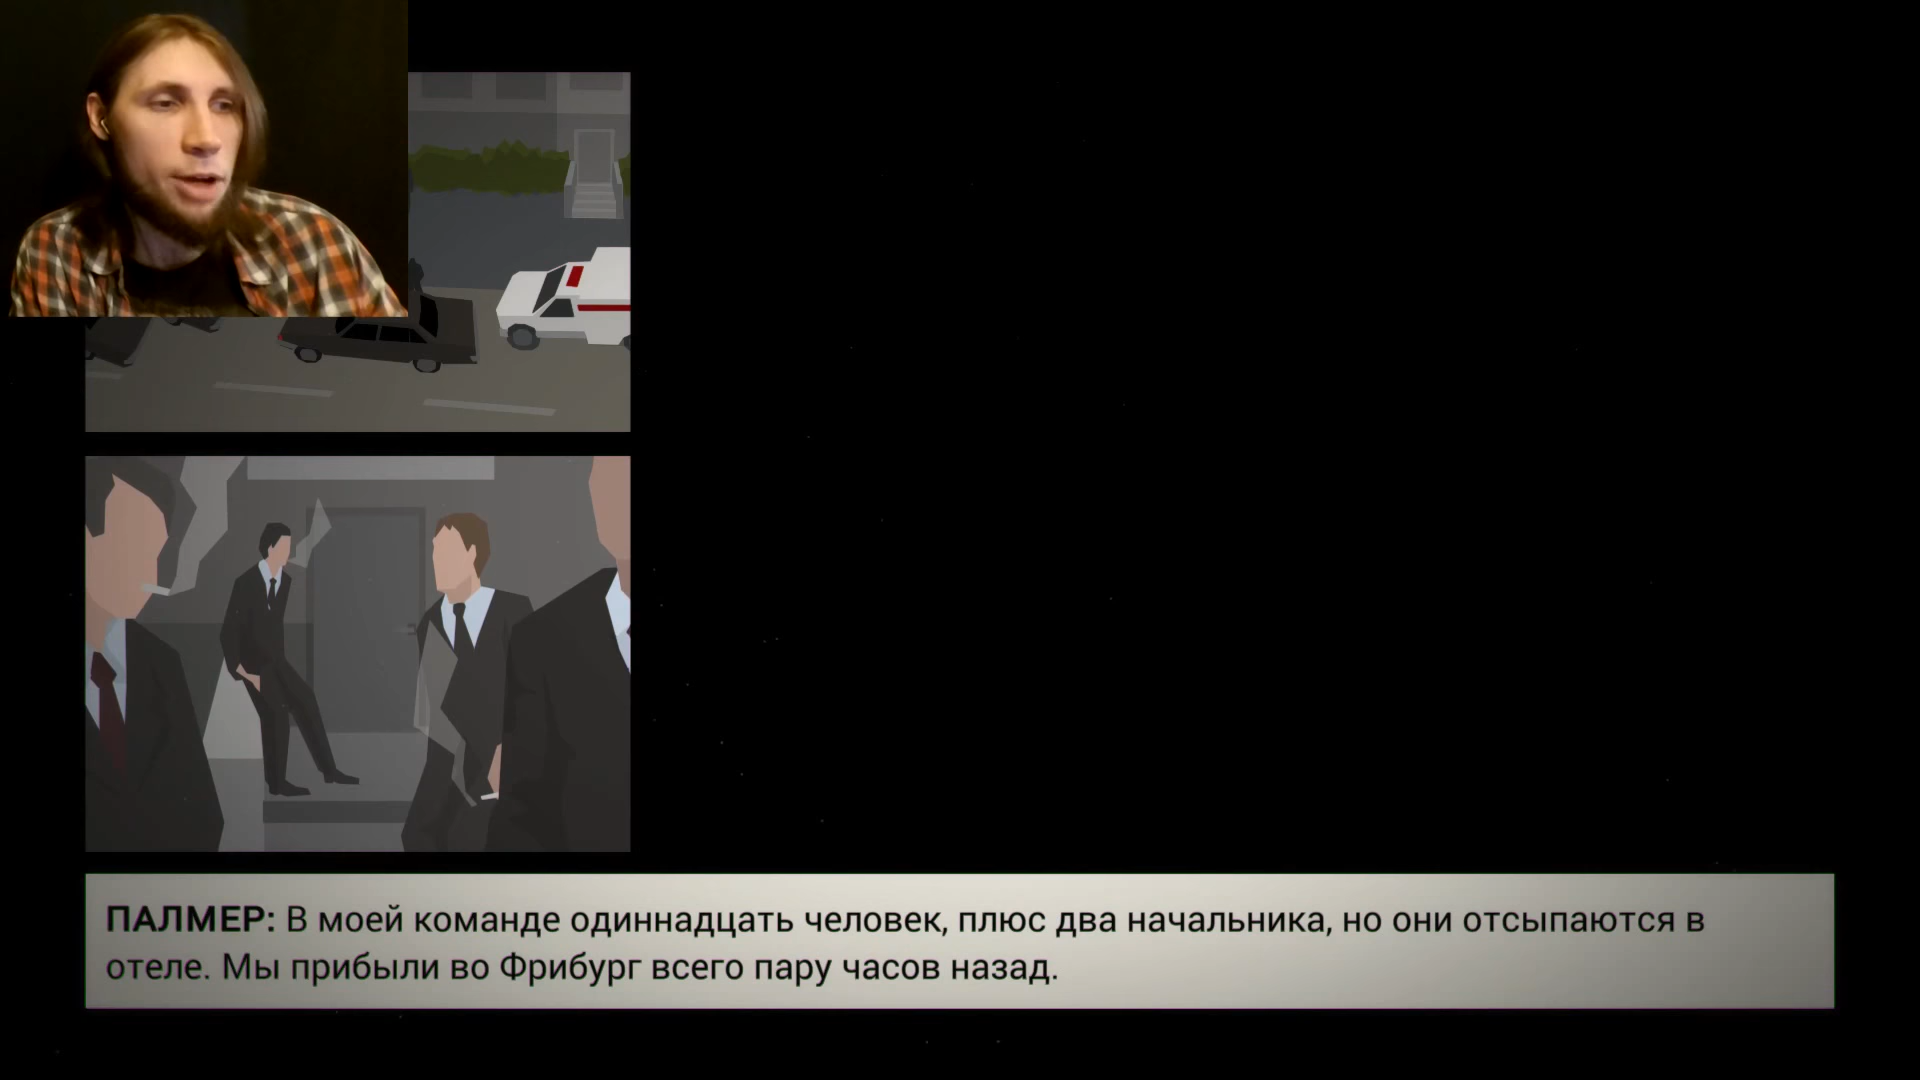 ПАЛМЕР: В моей команде одиннадцать человек, плюс два начальника, но они отсыпаются в
отеле. Мы прибыли во Фрибург всего пару часов назад.